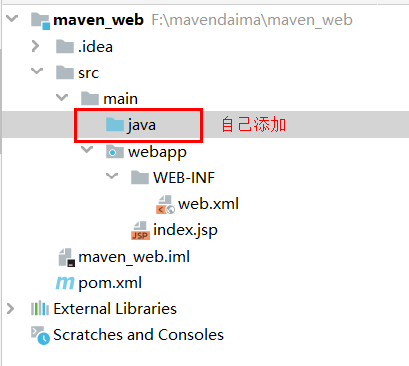 maven_web F:\mavendaima\maven_web
.idea
src
main
java 自己添加
webapp
WEB-INF
web.xml
JSP index.jsp
maven_web.iml
m pom.xml
External Libraries
Scratches and Consoles